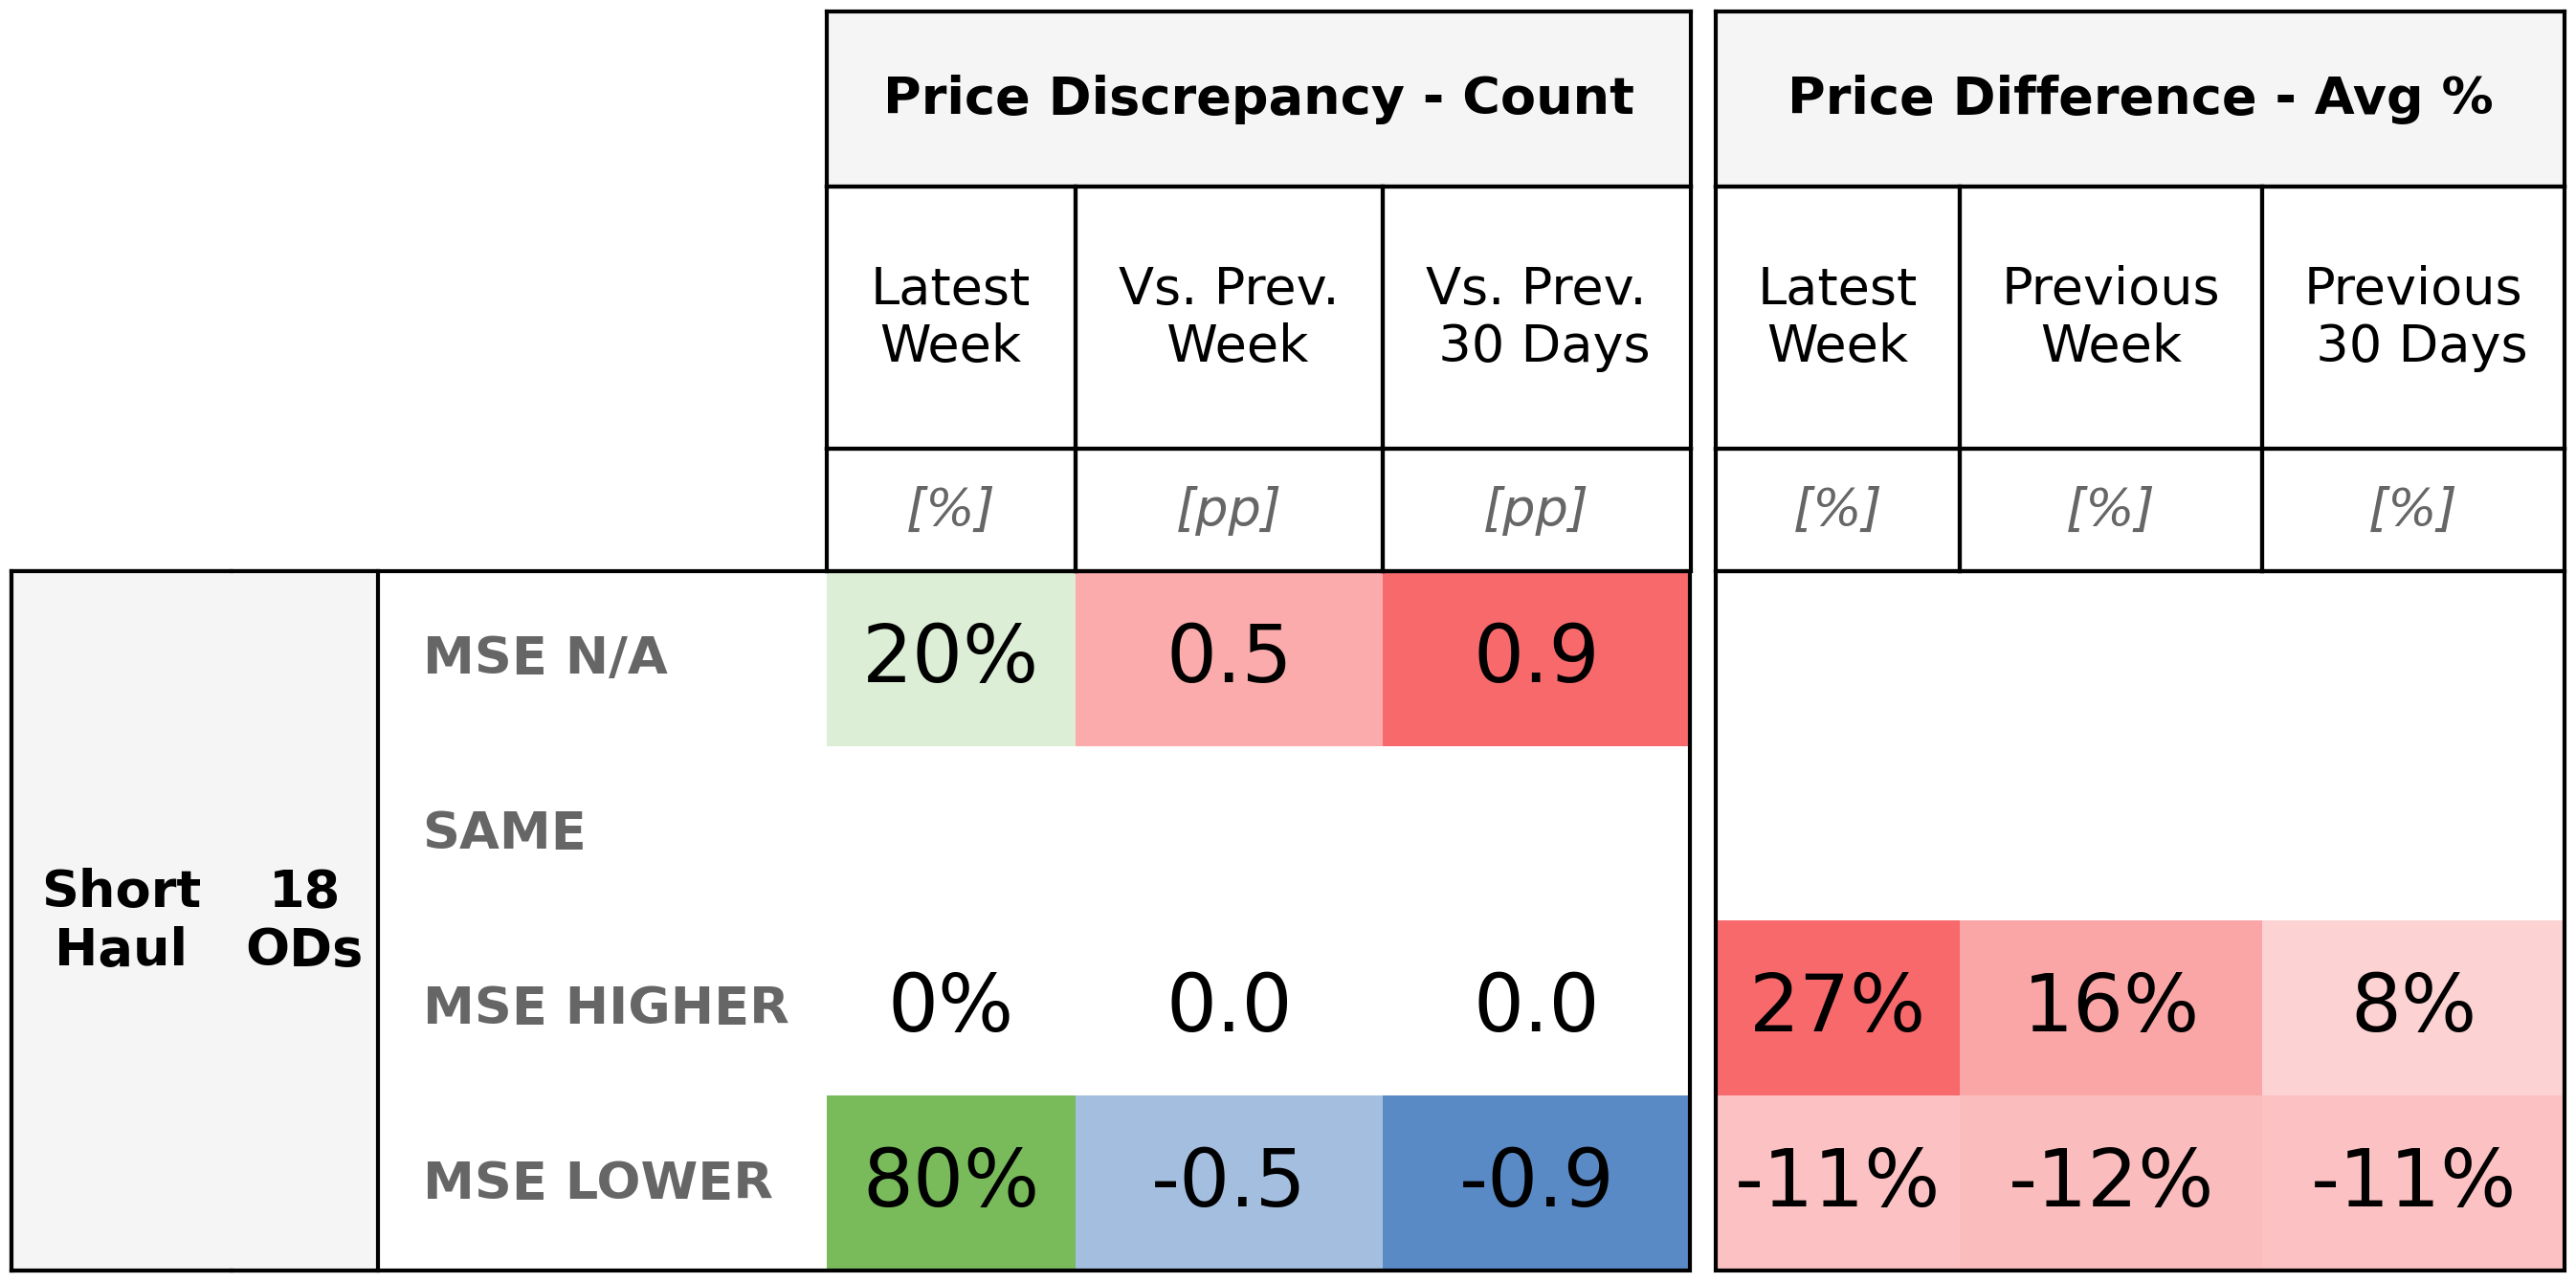 Price Discrepancy - Count Price Difference - Avg %
Latest Week Vs. Prev. Week Vs. Prev. 30 Days Latest Week Previous Week Previous 30 Days
[%] [pp] [pp] [%] [%] [%]
Short Haul 18 ODs
MSE N/A 20% 0.5 0.9
SAME
MSE HIGHER 0% 0.0 0.0 27% 16% 8%
MSE LOWER 80% -0.5 -0.9 -11% -12% -11%